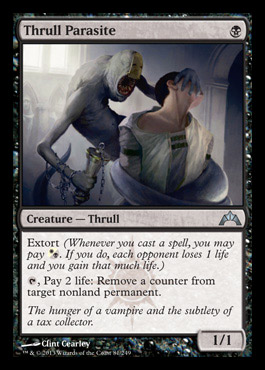 Thrull Parasite
Creature — Thrull
Extort (Whenever you cast a spell, you may
pay . If you do, each opponent loses 1 life
and you gain that much life.)
, Pay 2 life: Remove a counter from
target nonland permanent.
The hunger of a vampire and the subtlety of
a tax collector.
1/1
Clint Cearley
™ & © 2013 Wizards of the Coast 81/249